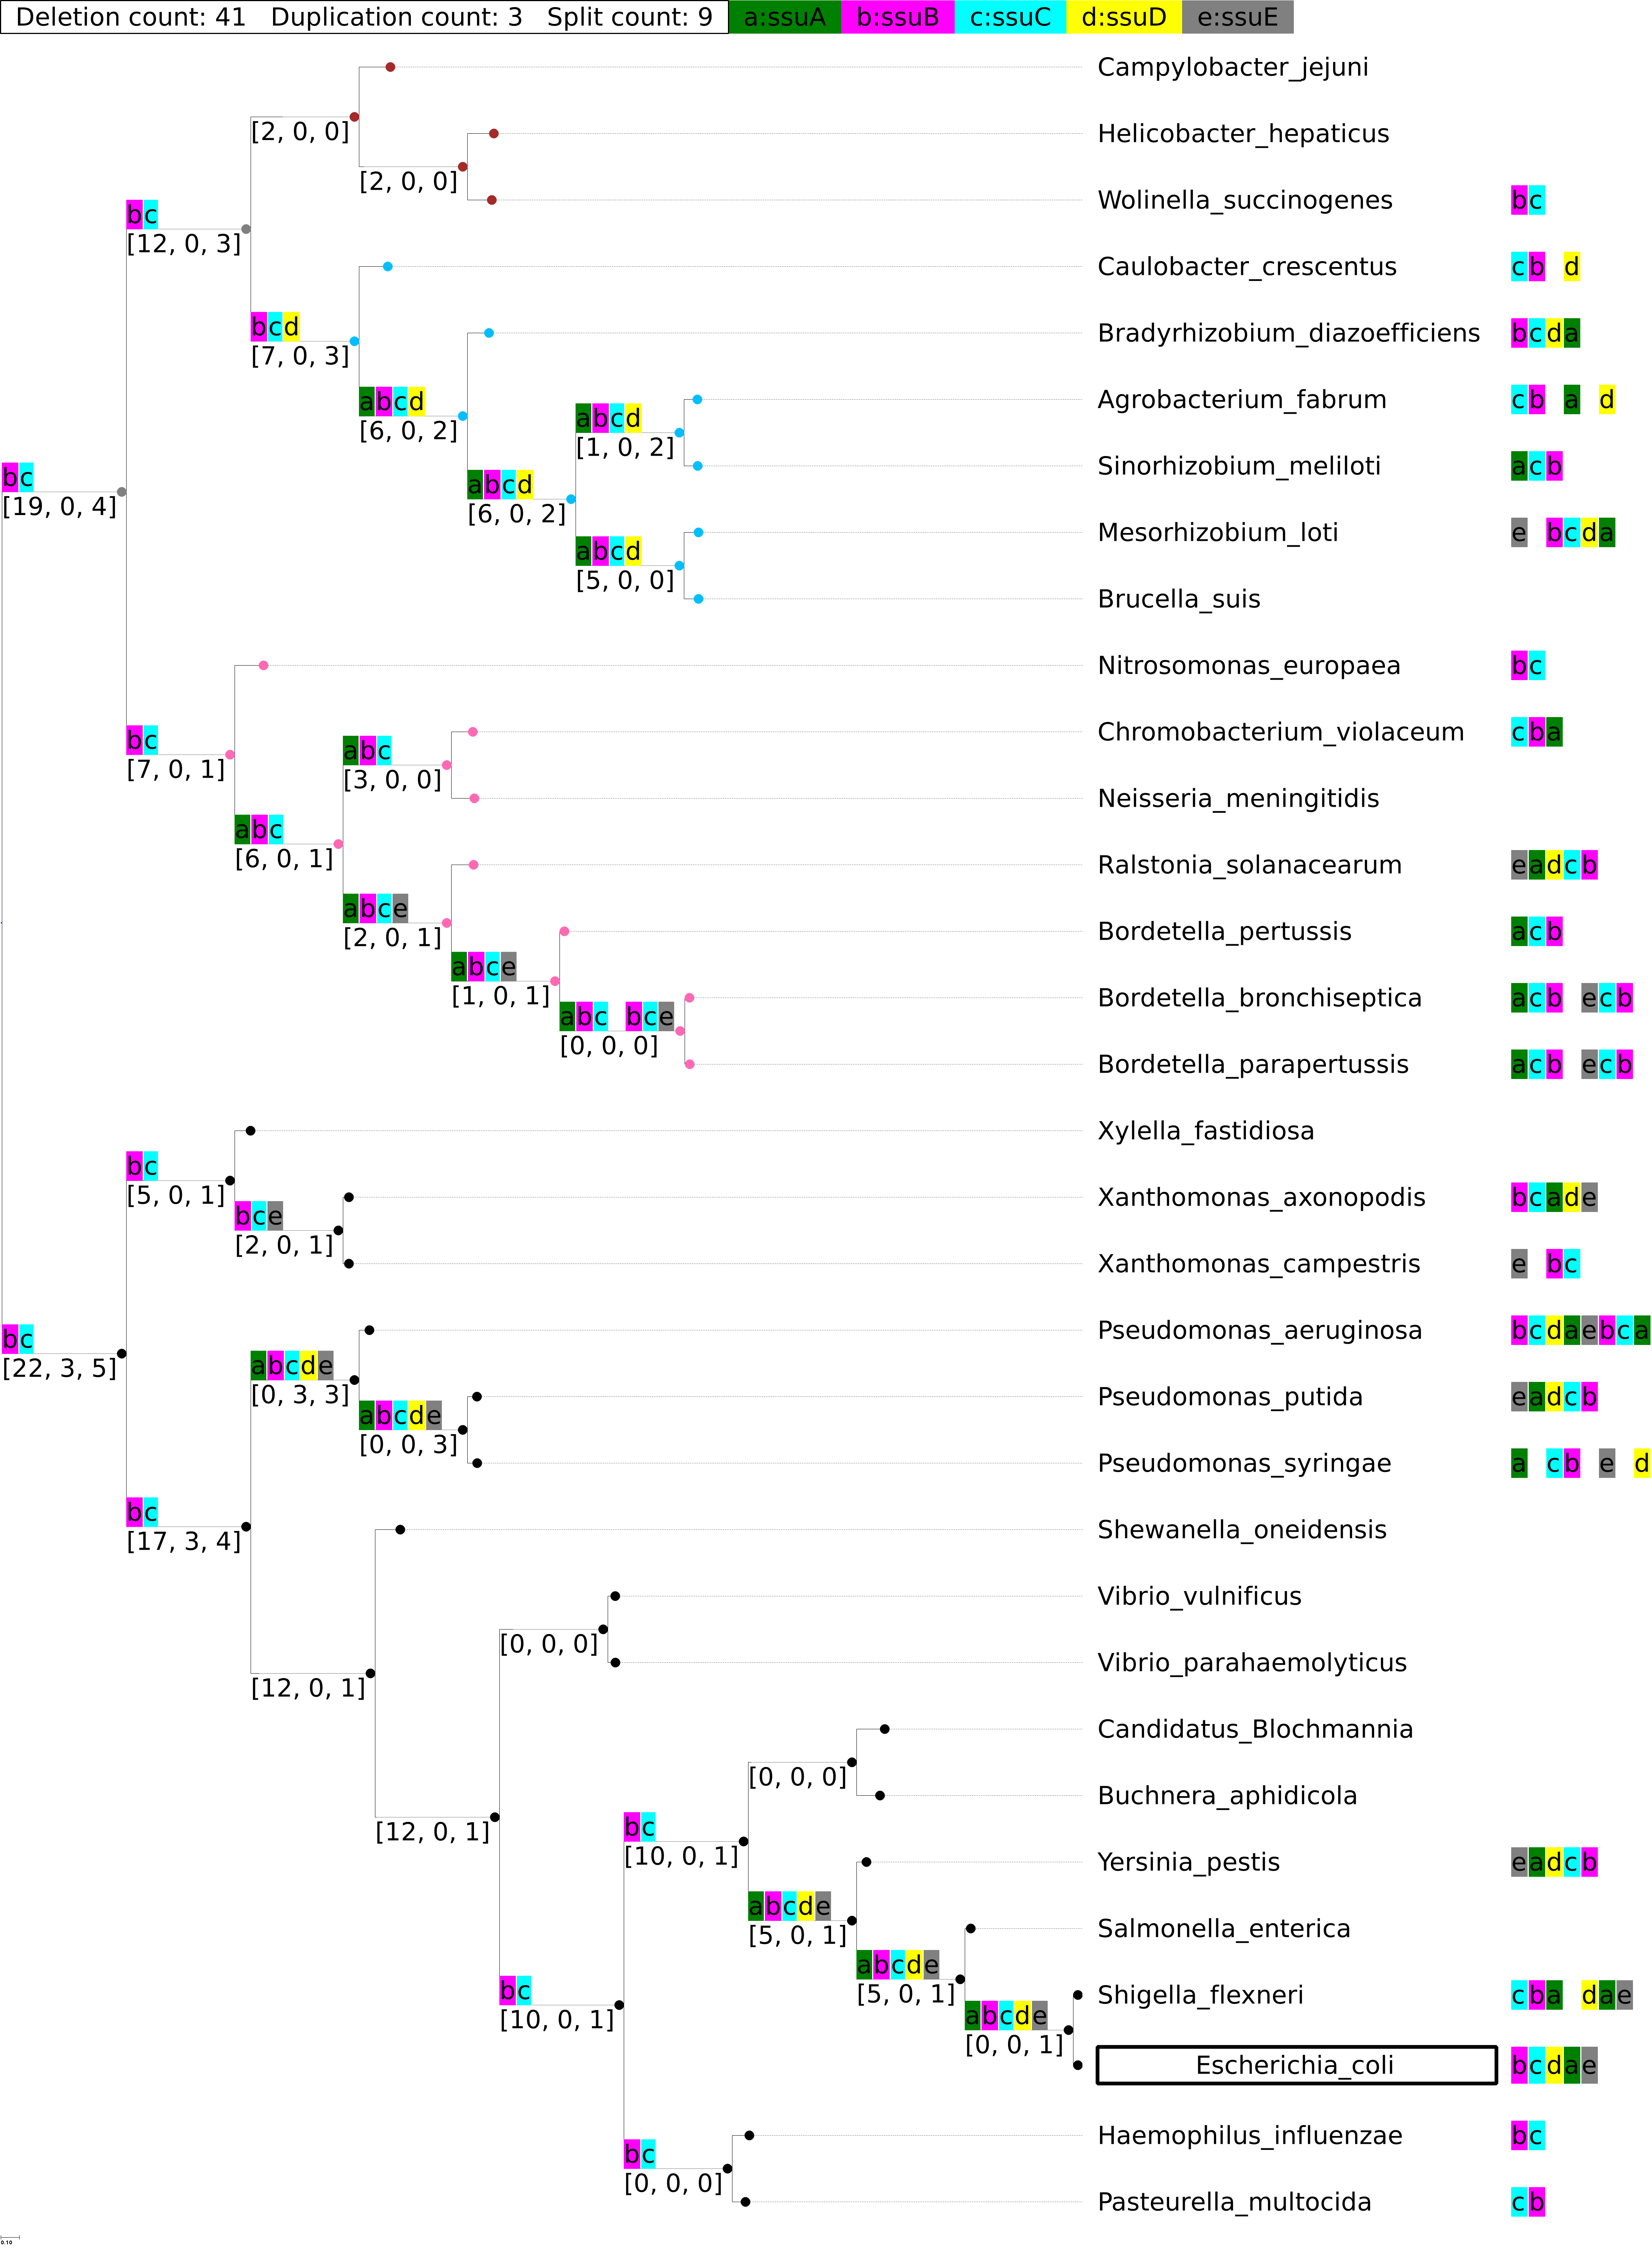 Deletion count: 41 Duplication count: 3 Split count: 9 a:ssuA b:ssuB c:ssuC d:ssuD e:ssuE
Campylobacter_jejuni
[2, 0, 0]
Helicobacter_hepaticus
[2, 0, 0]
Wolinella_succinogenes bc
bc
[12, 0, 3]
Caulobacter_crescentus cb d
bcd
[7, 0, 3]
Bradyrhizobium_diazoefficiens bcda
abcd
[6, 0, 2]
Agrobacterium_fabrum cb a d
abcd
[1, 0, 2]
Sinorhizobium_meliloti acb
bc
[19, 0, 4]
abcd
[6, 0, 2]
Mesorhizobium_loti e bcda
abcd
[5, 0, 0]
Brucella_suis
Nitrosomonas_europaea bc
bc
[7, 0, 1]
Chromobacterium_violaceum cba
abc
[3, 0, 0]
Neisseria_meningitidis
abc
[6, 0, 1]
Ralstonia_solanacearum eadcb
abce
[2, 0, 1]
Bordetella_pertussis acb
abce
[1, 0, 1]
Bordetella_bronchiseptica acb ecb
abc bce
[0, 0, 0]
Bordetella_parapertussis acb ecb
Xylella_fastidiosa
bc
[5, 0, 1]
Xanthomonas_axonopodis bcade
bce
[2, 0, 1]
Xanthomonas_campestris e bc
Pseudomonas_aeruginosa bcdaebca
bc
[22, 3, 5]
abcde
[0, 3, 3]
Pseudomonas_putida eadcb
abcde
[0, 0, 3]
Pseudomonas_syringae a cb e d
bc
[17, 3, 4]
Shewanella_oneidensis
Vibrio_vulnificus
[0, 0, 0]
Vibrio_parahaemolyticus
[12, 0, 1]
Candidatus_Blochmannia
[0, 0, 0]
Buchnera_aphidicola
[12, 0, 1]
bc
[10, 0, 1]
Yersinia_pestis eadcb
abcde
[5, 0, 1]
Salmonella_enterica
abcde
[5, 0, 1]
Shigella_flexneri cba dae
bc
[10, 0, 1]
abcde
[0, 0, 1]
Escherichia_coli bcdae
Haemophilus_influenzae bc
bc
[0, 0, 0]
Pasteurella_multocida cb
0.10